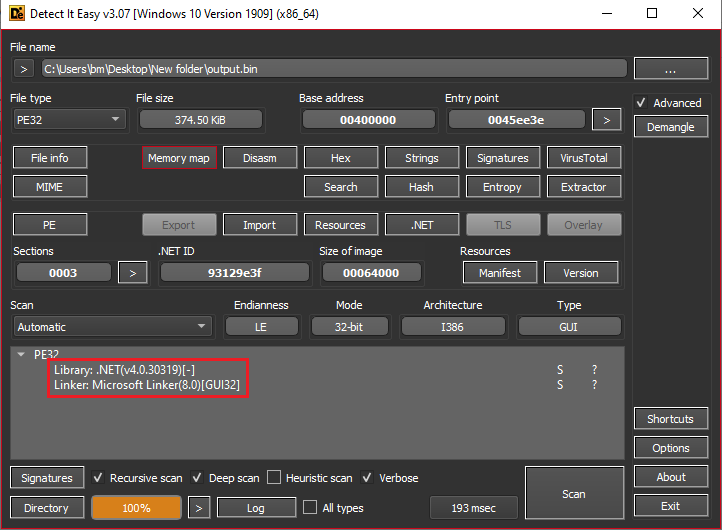 Detect It Easy v3.07 [Windows 10 Version 1909] (x86_64)
File name
> C:\Users\bm\Desktop\New folder\output.bin ...
File type File size Base address Entry point Advanced
PE32 374.50 KiB 00400000 0045ee3e > Demangle
File info Memory map Disasm Hex Strings Signatures VirusTotal
MIME Search Hash Entropy Extractor
PE Export Import Resources .NET TLS Overlay
Sections .NET ID Size of image Resources
0003 > 93129e3f 00064000 Manifest Version
Scan Endianness Mode Architecture Type
Automatic LE 32-bit I386 GUI
PE32
Library: .NET(v4.0.30319)[-] S ?
Linker: Microsoft Linker(8.0)[GUI32] S ?
Shortcuts
Options
Signatures Recursive scan Deep scan Heuristic scan Verbose Scan About
Directory 100% > Log All types 193 msec Exit